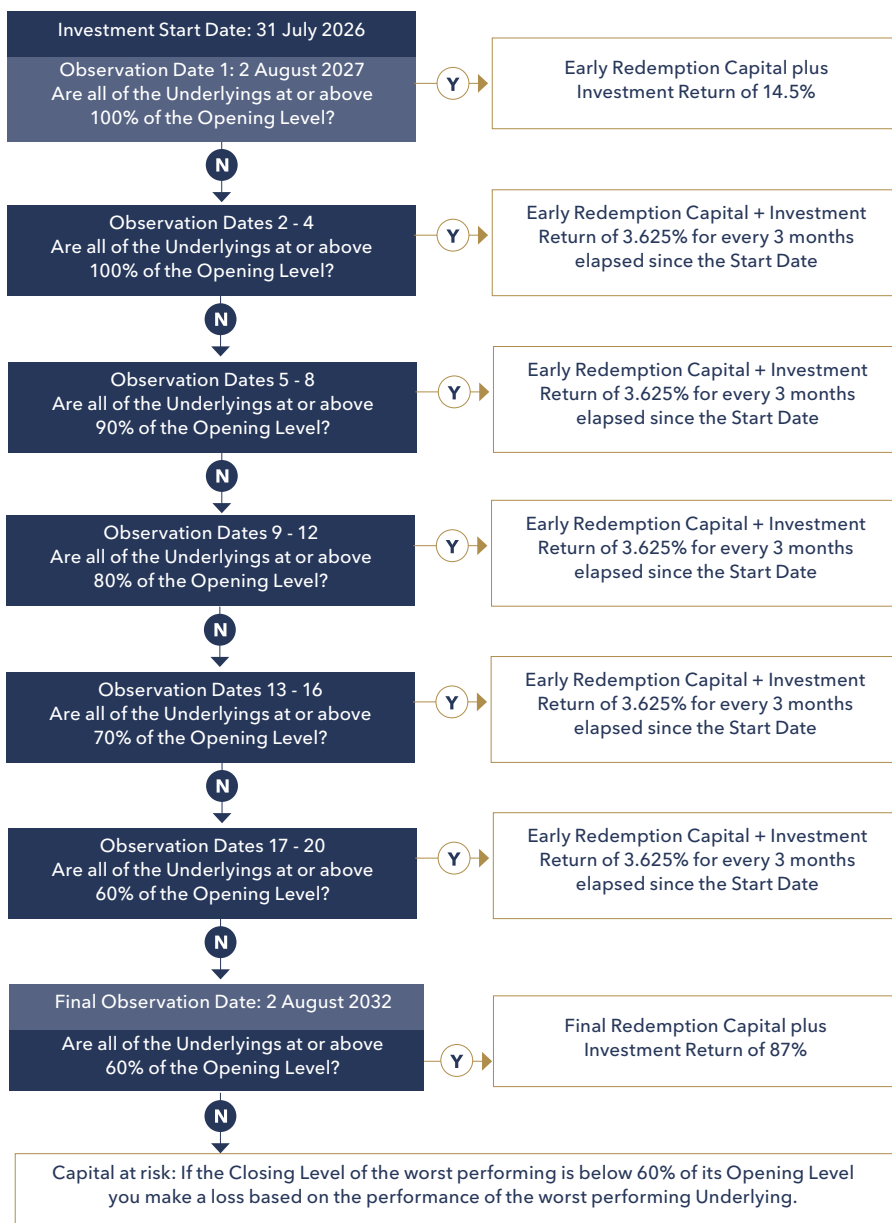 Investment Start Date: 31 July 2026
Observation Date 1: 2 August 2027
Are all of the Underlyings at or above
100% of the Opening Level?
Y
Early Redemption Capital plus
Investment Return of 14.5%
N
Observation Dates 2 - 4
Are all of the Underlyings at or above
100% of the Opening Level?
Y
Early Redemption Capital + Investment
Return of 3.625% for every 3 months
elapsed since the Start Date
N
Observation Dates 5 - 8
Are all of the Underlyings at or above
90% of the Opening Level?
Y
Early Redemption Capital + Investment
Return of 3.625% for every 3 months
elapsed since the Start Date
N
Observation Dates 9 - 12
Are all of the Underlyings at or above
80% of the Opening Level?
Y
Early Redemption Capital + Investment
Return of 3.625% for every 3 months
elapsed since the Start Date
N
Observation Dates 13 - 16
Are all of the Underlyings at or above
70% of the Opening Level?
Y
Early Redemption Capital + Investment
Return of 3.625% for every 3 months
elapsed since the Start Date
N
Observation Dates 17 - 20
Are all of the Underlyings at or above
60% of the Opening Level?
Y
Early Redemption Capital + Investment
Return of 3.625% for every 3 months
elapsed since the Start Date
N
Final Observation Date: 2 August 2032
Are all of the Underlyings at or above
60% of the Opening Level?
Y
Final Redemption Capital plus
Investment Return of 87%
N
Capital at risk: If the Closing Level of the worst performing is below 60% of its Opening Level
you make a loss based on the performance of the worst performing Underlying.